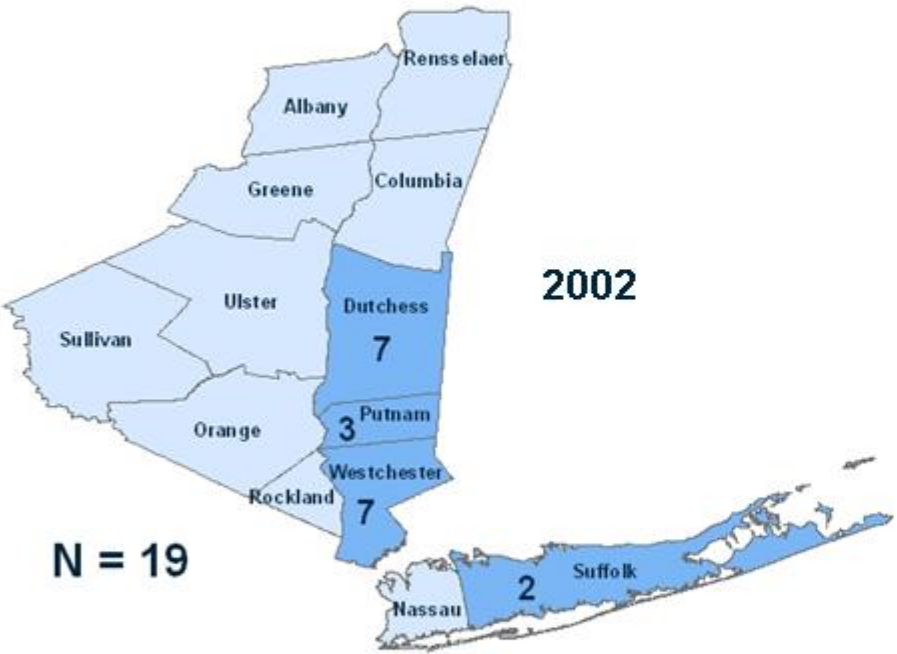 Rensselaer
Albany
Columbia
Greene
2002
Ulster
Dutchess
7
Sullivan
Putnam
3
Orange
Westchester
Rockland
7
N = 19
Suffolk
2
Nassau